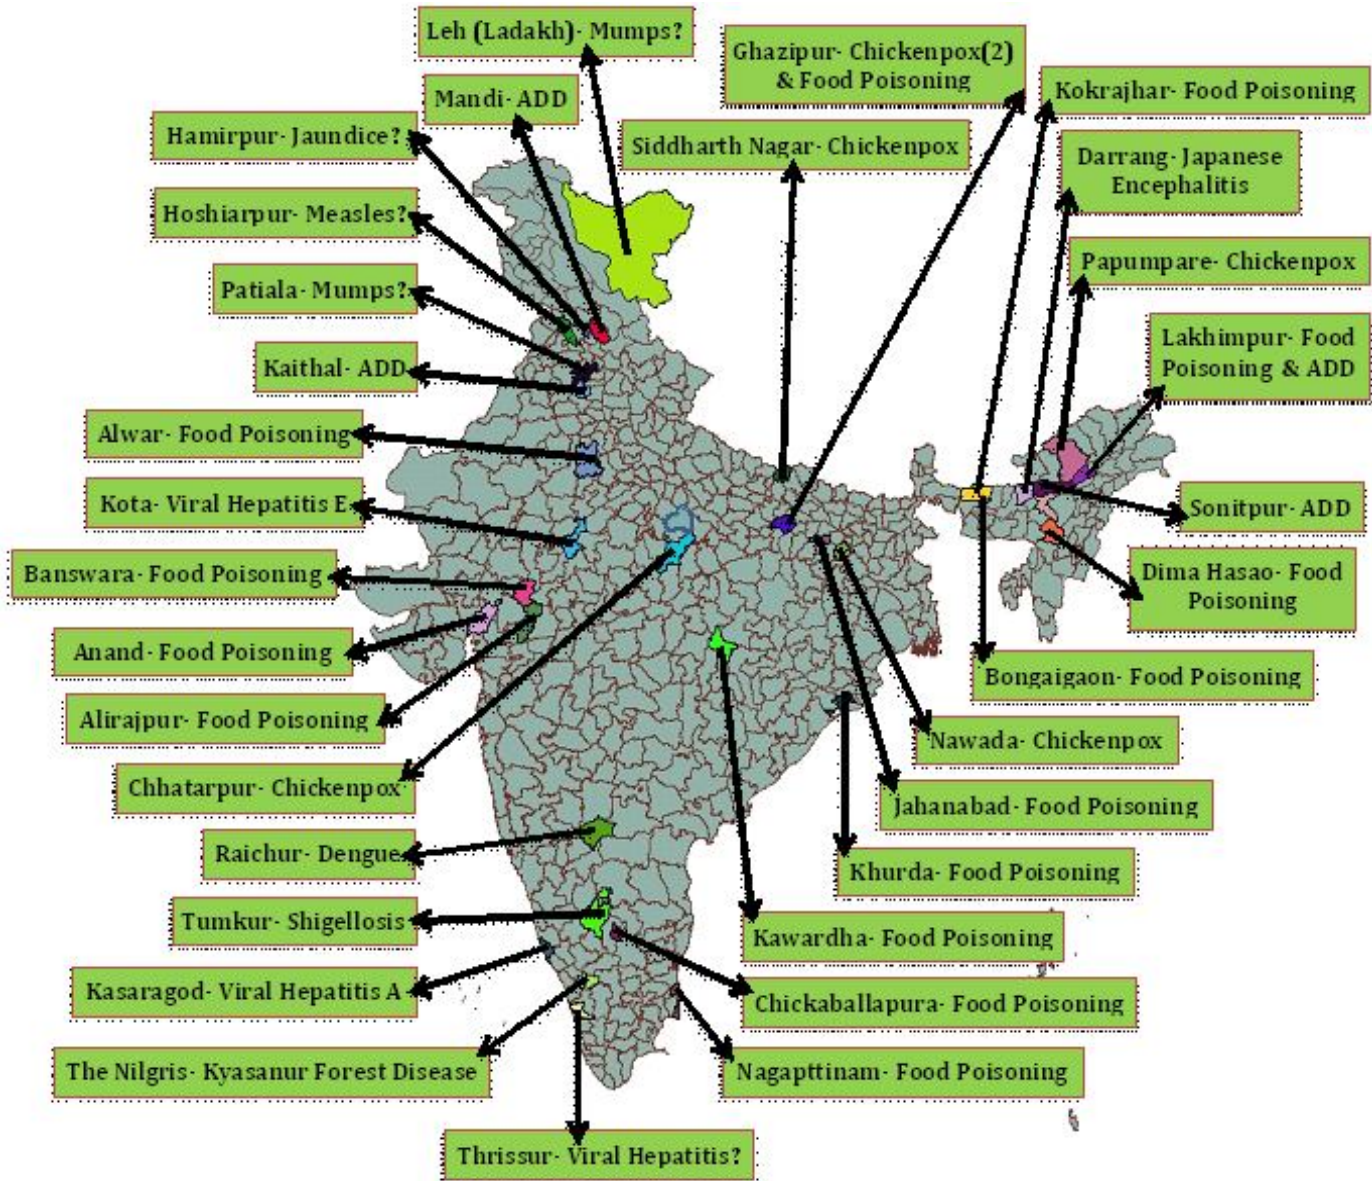 Leh (Ladakh)- Mumps?
Mandi- ADD
Hamirpur- Jaundice?
Hoshiarpur- Measles?
Patiala- Mumps?
Kaithal- ADD
Alwar- Food Poisoning
Kota- Viral Hepatitis E
Banswara- Food Poisoning
Anand- Food Poisoning
Alirajpur- Food Poisoning
Chhatarpur- Chickenpox
Raichur- Dengue
Tumkur- Shigellosis
Kasaragod- Viral Hepatitis A
The Nilgris- Kyasanur Forest Disease
Thrissur- Viral Hepatitis?
Ghazipur- Chickenpox(2)
& Food Poisoning
Siddharth Nagar- Chickenpox
Kokrajhar- Food Poisoning
Darrang- Japanese
Encephalitis
Papumpare- Chickenpox
Lakhimpur- Food
Poisoning & ADD
Sonitpur- ADD
Dima Hasao- Food
Poisoning
Bongaigaon- Food Poisoning
Nawada- Chickenpox
Jahanabad- Food Poisoning
Khurda- Food Poisoning
Kawardha- Food Poisoning
Chickaballapura- Food Poisoning
Nagapttinam- Food Poisoning